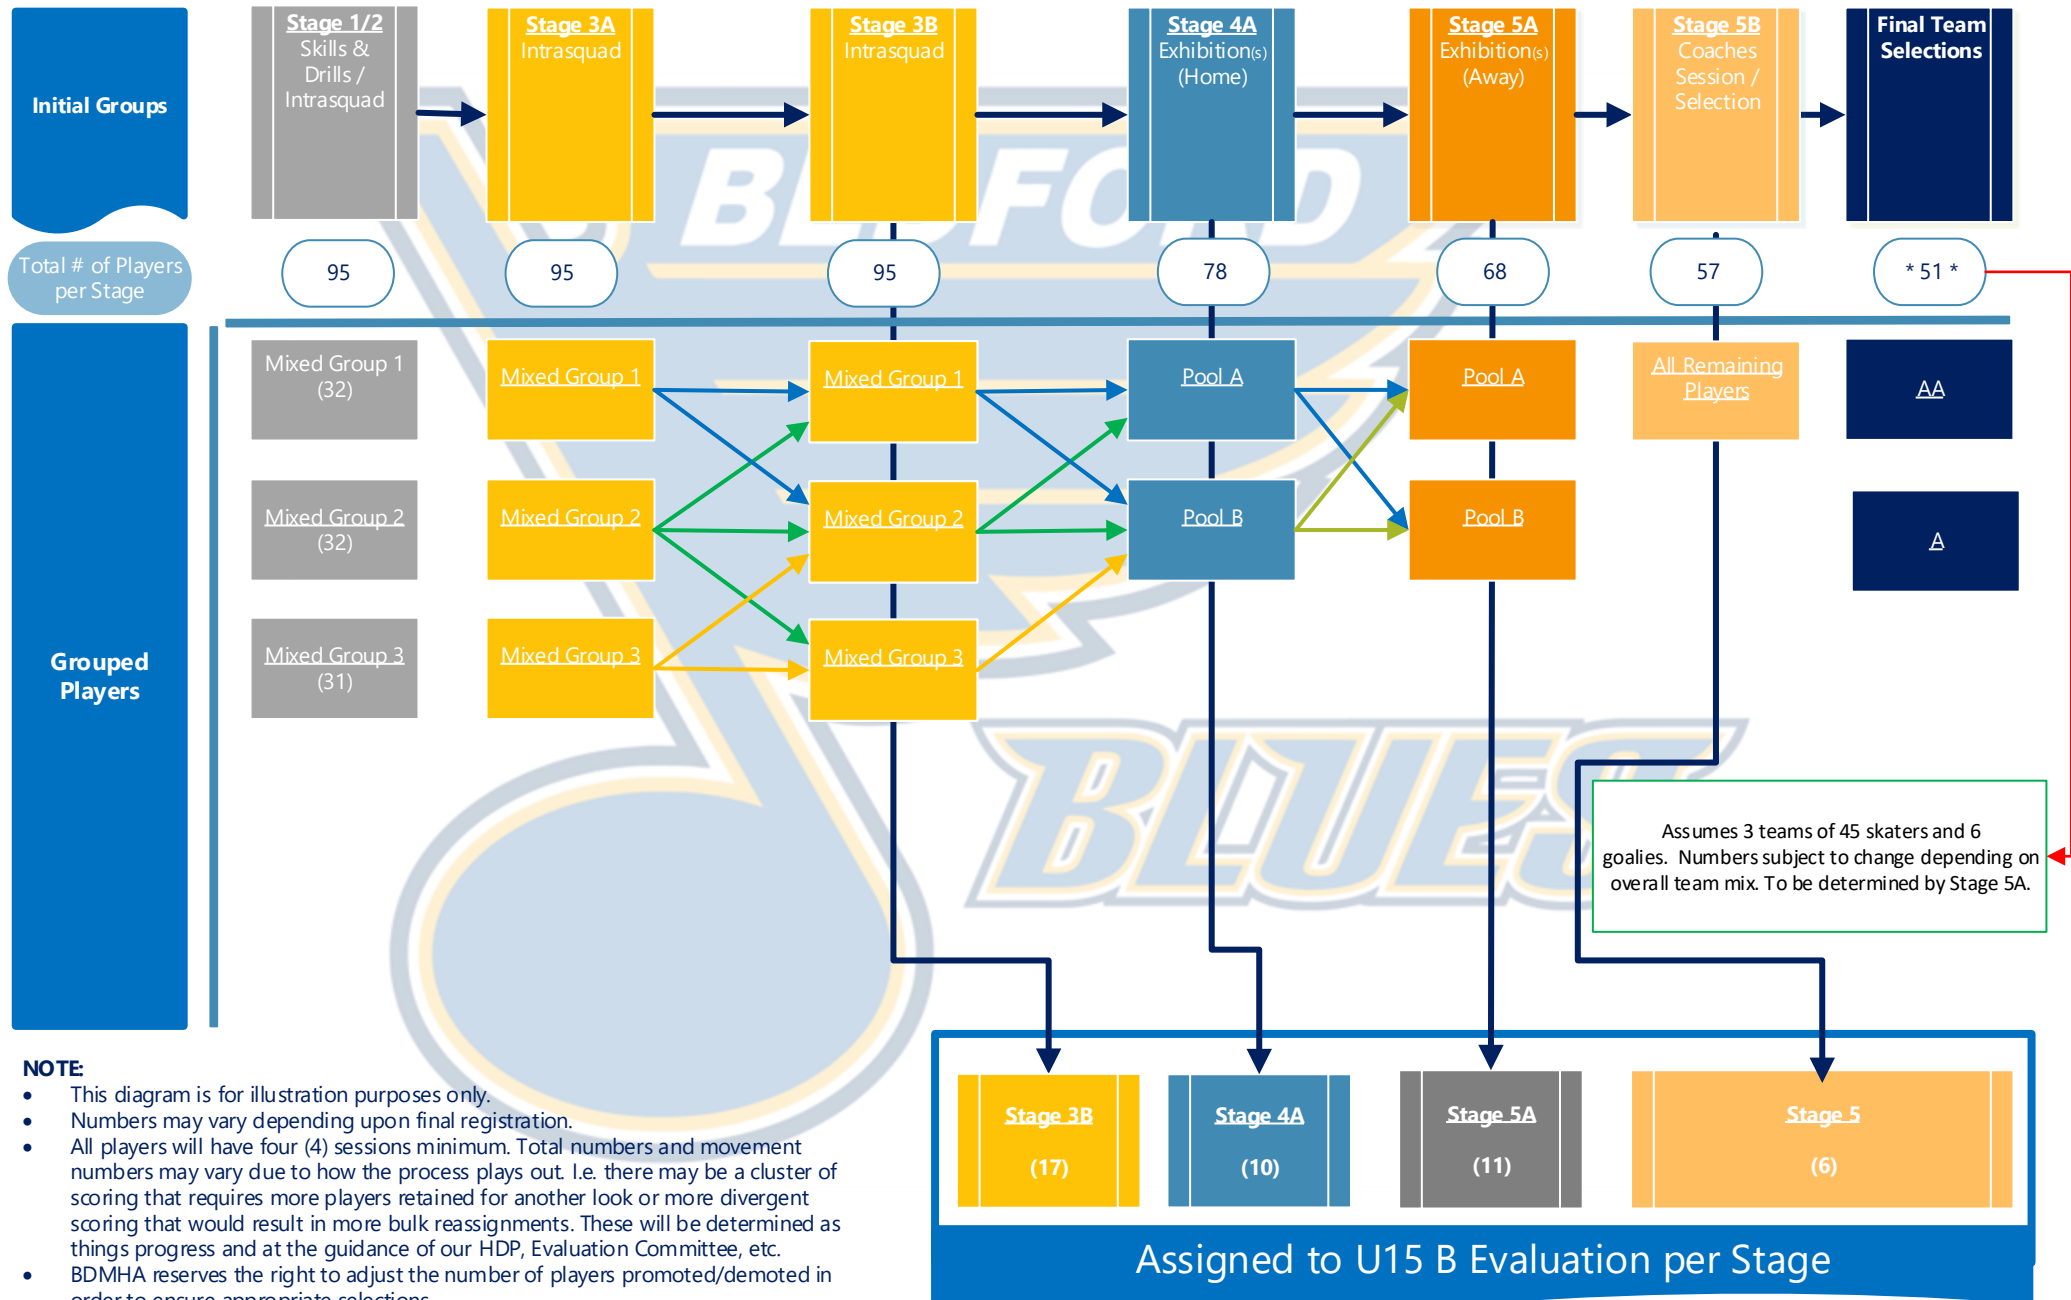 Initial Groups
Stage 1/2
Skills &
Drills /
Intrasquad
Stage 3A
Intrasquad
Stage 3B
Intrasquad
Stage 4A
Exhibition(s)
(Home)
Stage 5A
Exhibition(s)
(Away)
Stage 5B
Coaches
Session /
Selection
Final Team
Selections
Total # of Players
per Stage
95
95
95
78
68
57
* 51 *
Grouped
Players
Mixed Group 1
(32)
Mixed Group 1
Mixed Group 1
Pool A
Pool A
All Remaining
Players
AA
Mixed Group 2
(32)
Mixed Group 2
Mixed Group 2
Pool B
Pool B
A
Mixed Group 3
(31)
Mixed Group 3
Mixed Group 3
BEDFORD
BLUES
Assumes 3 teams of 45 skaters and 6
goalies. Numbers subject to change depending on
overall team mix. To be determined by Stage 5A.
NOTE:
• This diagram is for illustration purposes only.
• Numbers may vary depending upon final registration.
• All players will have four (4) sessions minimum. Total numbers and movement
numbers may vary due to how the process plays out. I.e. there may be a cluster of
scoring that requires more players retained for another look or more divergent
scoring that would result in more bulk reassignments. These will be determined as
things progress and at the guidance of our HDP, Evaluation Committee, etc.
• BDMHA reserves the right to adjust the number of players promoted/demoted in
order to ensure appropriate selections
Stage 3B
(17)
Stage 4A
(10)
Stage 5A
(11)
Stage 5
(6)
Assigned to U15 B Evaluation per Stage